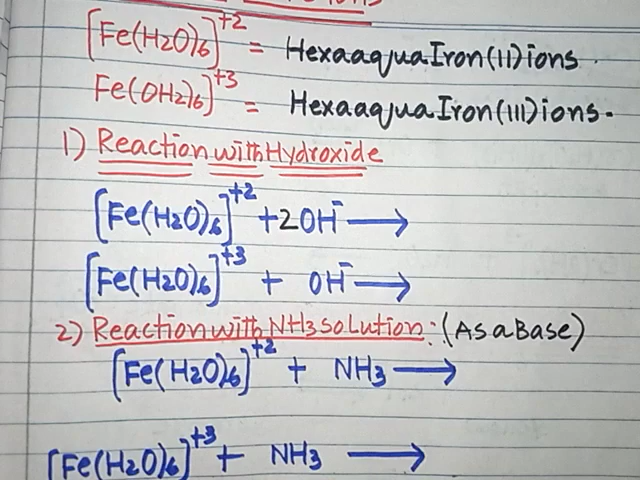 [Fe(H2O)6]+2 = HexaaquaIron(II)ions.
Fe(OH2)6]+3 = HexaaquaIron(III)ions.
1) Reaction with Hydroxide
[Fe(H2O)6]+2 +2OH- →
[Fe(H2O)6]+3 + OH- →
2) Reaction with NH3 solution: (As a Base)
[Fe(H2O)6]+2 + NH3 →
[Fe(H2O)6]+3 + NH3 →